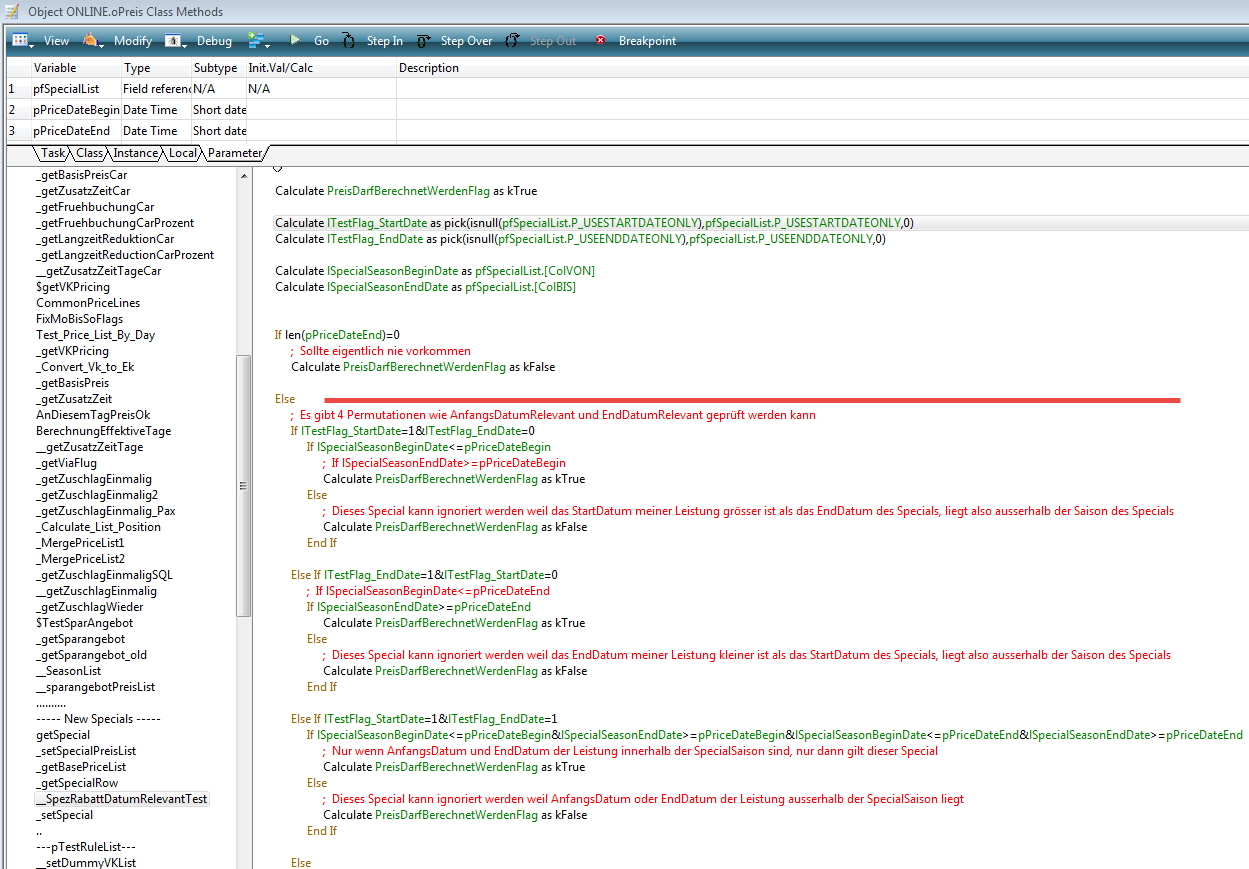 Object ONLINE.oPreis Class Methods
View Modify Debug Go Step In Step Over Step Out Breakpoint
Variable Type Subtype Init.Val/Calc Description
1 pfSpecialList Field referen N/A N/A
2 pPriceDateBegin Date Time Short date
3 pPriceDateEnd Date Time Short date
Task Class Instance Local Parameter
_getBasisPreisCar
_getZusatzZeitCar
_getFruehbuchungCar
_getFruehbuchungCarProzent
_getLangzeitReduktionCar
_getLangzeitReductionCarProzent
__getZusatzZeitTageCar
$getVKPricing
CommonPriceLines
FixMoBisSoFlags
Test_Price_List_By_Day
_getVKPricing
_Convert_Vk_to_Ek
_getBasisPreis
_getZusatzZeit
AnDiesemTagPreisOk
BerechnungEffektiveTage
__getZusatzZeitTage
_getViaFlug
_getZuschlagEinmalig
_getZuschlagEinmalig2
_getZuschlagEinmalig_Pax
_Calculate_List_Position
_MergePriceList1
_MergePriceList2
_getZuschlagEinmaligSQL
__getZuschlagEinmalig
_getZuschlagWieder
$TestSparAngebot
_getSparangebot
_getSparangebot_old
__SeasonList
__sparangebotPreisList
..........
----- New Specials -----
getSpecial
_setSpecialPreisList
_getBasePriceList
_getSpecialRow
__SpezRabattDatumRelevantTest
_setSpecial
..
---pTestRuleList---
__setDummyVKList
Calculate PreisDarfBerechnetWerdenFlag as kTrue
Calculate lTestFlag_StartDate as pick(isnull(pfSpecialList.P_USESTARTDATEONLY),pfSpecialList.P_USESTARTDATEONLY,0)
Calculate lTestFlag_EndDate as pick(isnull(pfSpecialList.P_USEENDDATEONLY),pfSpecialList.P_USEENDDATEONLY,0)
Calculate lSpecialSeasonBeginDate as pfSpecialList.[ColVON]
Calculate lSpecialSeasonEndDate as pfSpecialList.[ColBIS]
If len(pPriceDateEnd)=0
; Sollte eigentlich nie vorkommen
Calculate PreisDarfBerechnetWerdenFlag as kFalse
Else
; Es gibt 4 Permutationen wie AnfangsDatumRelevant und EndDatumRelevant geprüft werden kann
If lTestFlag_StartDate=1&lTestFlag_EndDate=0
If lSpecialSeasonBeginDate<=pPriceDateBegin
; If lSpecialSeasonEndDate>=pPriceDateBegin
Calculate PreisDarfBerechnetWerdenFlag as kTrue
Else
; Dieses Special kann ignoriert werden weil das StartDatum meiner Leistung grösser ist als das EndDatum des Specials, liegt also ausserhalb der Saison des Specials
Calculate PreisDarfBerechnetWerdenFlag as kFalse
End If
Else If lTestFlag_EndDate=1&lTestFlag_StartDate=0
; If lSpecialSeasonBeginDate<=pPriceDateEnd
If lSpecialSeasonEndDate>=pPriceDateEnd
Calculate PreisDarfBerechnetWerdenFlag as kTrue
Else
; Dieses Special kann ignoriert werden weil das EndDatum meiner Leistung kleiner ist als das StartDatum des Specials, liegt also ausserhalb der Saison des Specials
Calculate PreisDarfBerechnetWerdenFlag as kFalse
End If
Else If lTestFlag_StartDate=1&lTestFlag_EndDate=1
If lSpecialSeasonBeginDate<=pPriceDateBegin&lSpecialSeasonEndDate>=pPriceDateBegin&lSpecialSeasonBeginDate<=pPriceDateEnd&lSpecialSeasonEndDate>=pPriceDateEnd
; Nur wenn AnfangsDatum und EndDatum der Leistung innerhalb der SpecialSaison sind, nur dann gilt dieser Special
Calculate PreisDarfBerechnetWerdenFlag as kTrue
Else
; Dieses Special kann ignoriert werden weil AnfangsDatum oder EndDatum der Leistung ausserhalb der SpecialSaison liegt
Calculate PreisDarfBerechnetWerdenFlag as kFalse
End If
Else